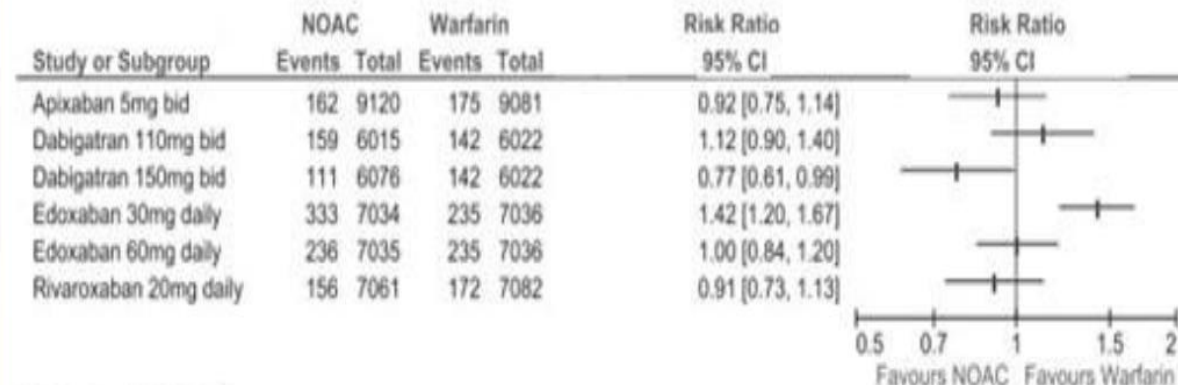 NOAC Warfarin Risk Ratio Risk Ratio
Study or Subgroup Events Total Events Total 95% CI 95% CI
Apixaban 5mg bid 162 9120 175 9081 0.92 [0.75, 1.14]
Dabigatran 110mg bid 159 6015 142 6022 1.12 [0.90, 1.40]
Dabigatran 150mg bid 111 6076 142 6022 0.77 [0.61, 0.99]
Edoxaban 30mg daily 333 7034 235 7036 1.42 [1.20, 1.67]
Edoxaban 60mg daily 236 7035 235 7036 1.00 [0.84, 1.20]
Rivaroxaban 20mg daily 156 7061 172 7082 0.91 [0.73, 1.13]
0.5 0.7 1 1.5 2
Favours NOAC Favours Warfarin